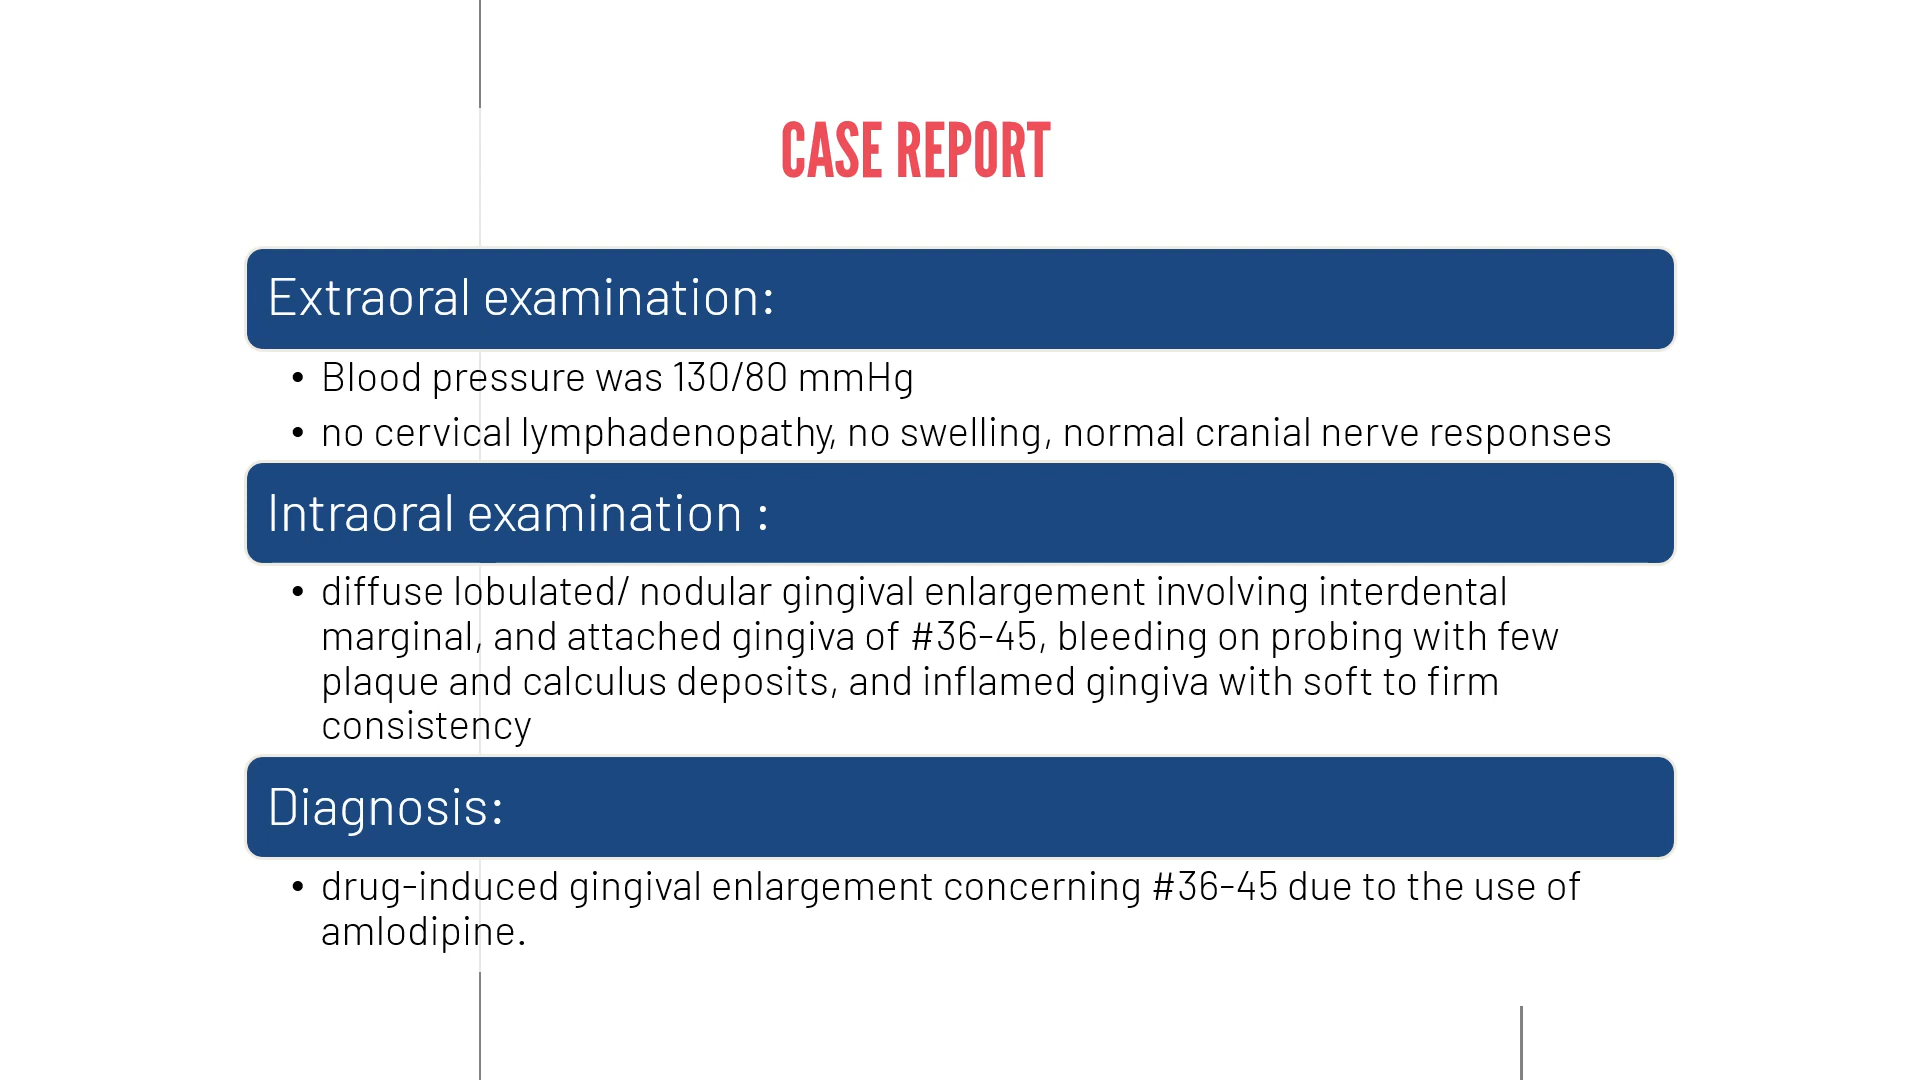 CASE REPORT
Extraoral examination:
• Blood pressure was 130/80 mmHg
• no cervical lymphadenopathy, no swelling, normal cranial nerve responses
Intraoral examination :
• diffuse lobulated/ nodular gingival enlargement involving interdental
marginal, and attached gingiva of #36-45, bleeding on probing with few
plaque and calculus deposits, and inflamed gingiva with soft to firm
consistency
Diagnosis:
• drug-induced gingival enlargement concerning #36-45 due to the use of
amlodipine.